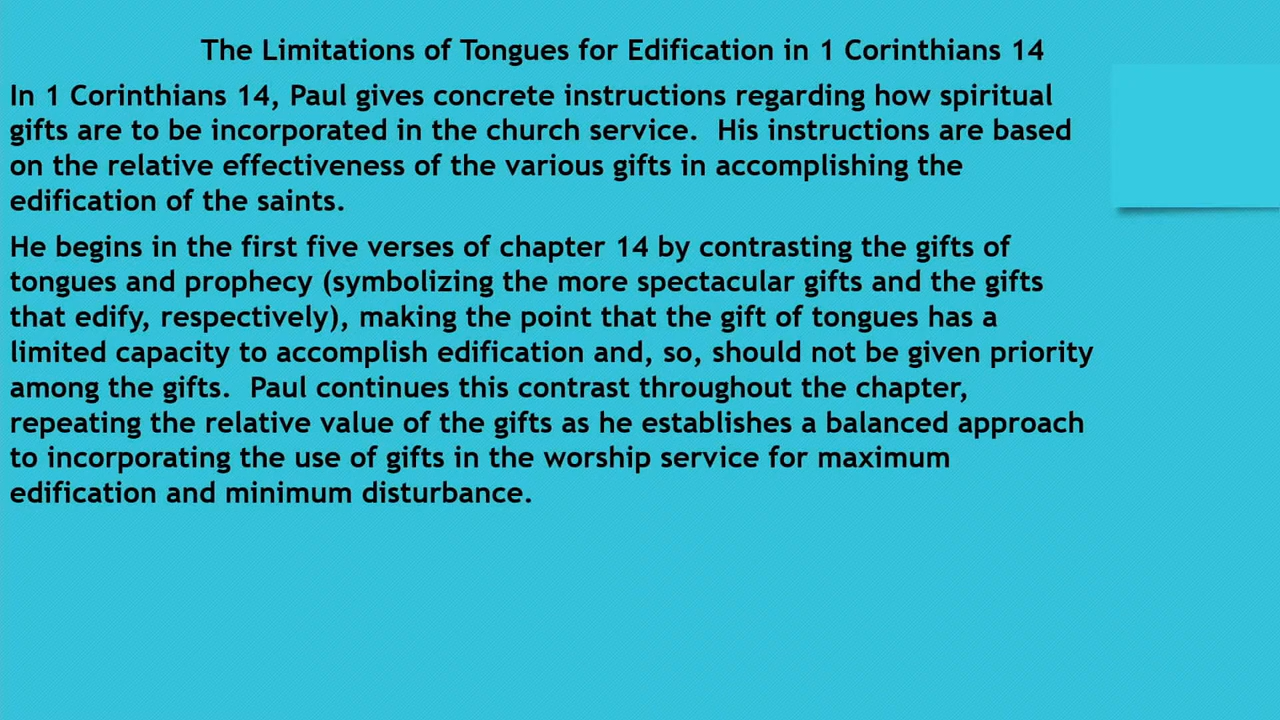 The Limitations of Tongues for Edification in 1 Corinthians 14
In 1 Corinthians 14, Paul gives concrete instructions regarding how spiritual
gifts are to be incorporated in the church service.  His instructions are based
on the relative effectiveness of the various gifts in accomplishing the
edification of the saints.
He begins in the first five verses of chapter 14 by contrasting the gifts of
tongues and prophecy (symbolizing the more spectacular gifts and the gifts
that edify, respectively), making the point that the gift of tongues has a
limited capacity to accomplish edification and, so, should not be given priority
among the gifts.  Paul continues this contrast throughout the chapter,
repeating the relative value of the gifts as he establishes a balanced approach
to incorporating the use of gifts in the worship service for maximum
edification and minimum disturbance.